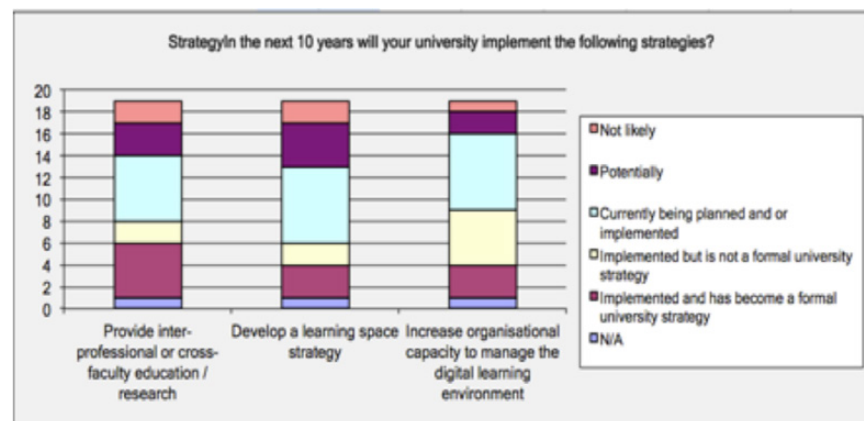 StrategyIn the next 10 years will your university implement the following strategies?
20
18
16
14
12
10
8
6
4
2
0
Provide inter-
professional or cross-
faculty education /
research
Develop a learning space
strategy
Increase organisational
capacity to manage the
digital learning
environment
Not likely
Potentially
Currently being planned and or
implemented
Implemented but is not a formal university
strategy
Implemented and has become a formal
university strategy
N/A